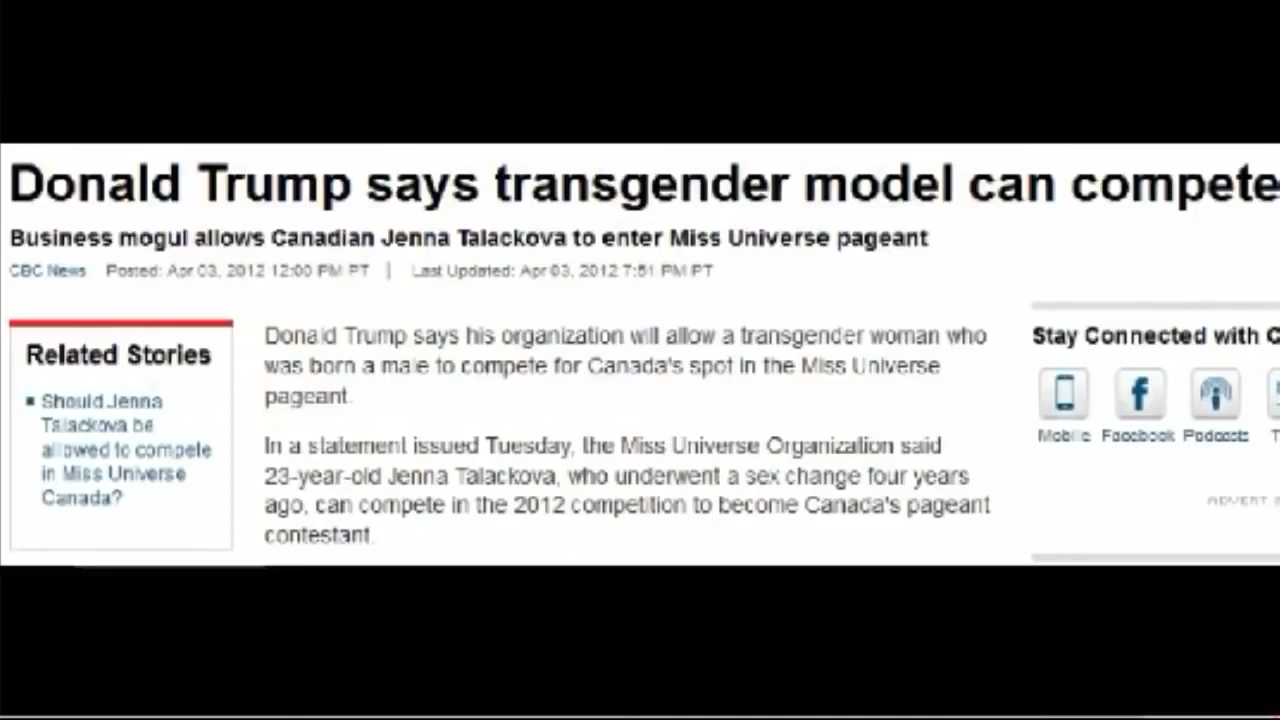 Donald Trump says transgender model can compete
Business mogul allows Canadian Jenna Talackova to enter Miss Universe pageant
CBC News Posted: Apr 03, 2012 12:00 PM PT | Last Updated: Apr 03, 2012 7:51 PM PT
Related Stories
Should Jenna
Talackova be
allowed to compete
in Miss Universe
Canada?
Donald Trump says his organization will allow a transgender woman who
was born a male to compete for Canada's spot in the Miss Universe
pageant.
In a statement issued Tuesday, the Miss Universe Organization said
23-year-old Jenna Talackova, who underwent a sex change four years
ago, can compete in the 2012 competition to become Canada's pageant
contestant.
Stay Connected with C
Mobile Facebook Podcasts T
ADVERT